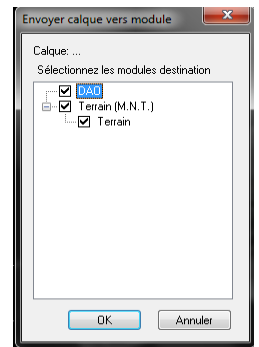 Envoyer calque vers module
Calque: ...
Sélectionnez les modules destination
DAO
Terrain (M.N.T.)
Terrain
OK
Annuler